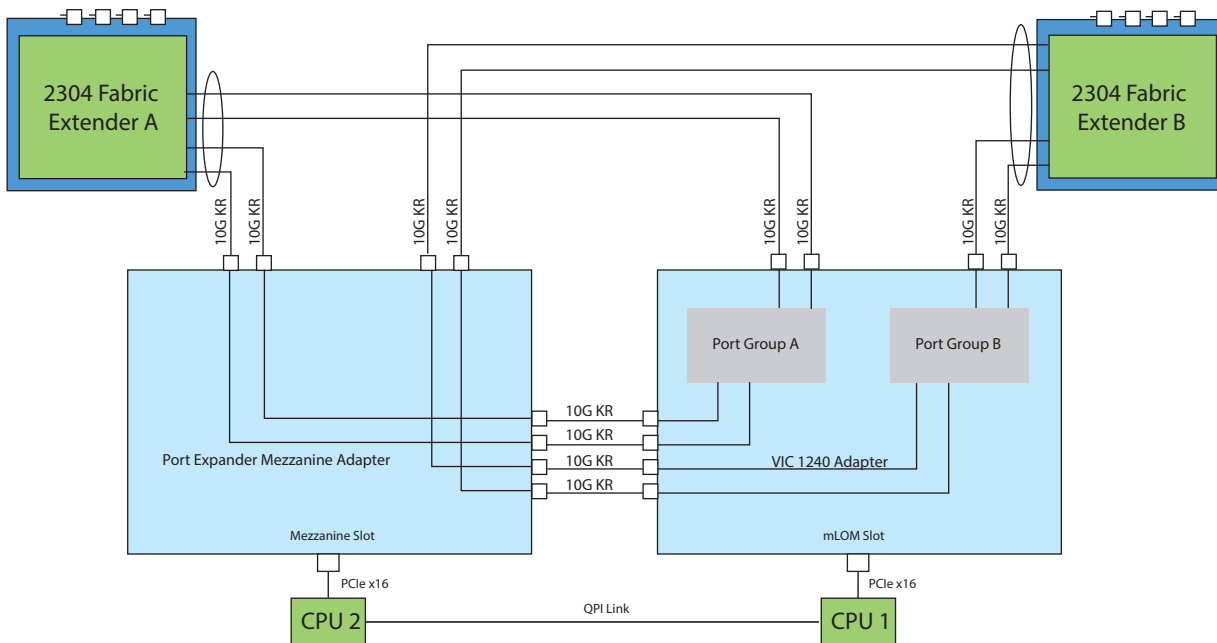 2304 Fabric
Extender A
2304 Fabric
Extender B
10G KR
10G KR
10G KR
10G KR
10G KR
10G KR
10G KR
10G KR
Port Group A
Port Group B
10G KR
10G KR
10G KR
10G KR
Port Expander Mezzanine Adapter
VIC 1240 Adapter
Mezzanine Slot
mLOM Slot
PCIe x16
PCIe x16
CPU 2
QPI Link
CPU 1